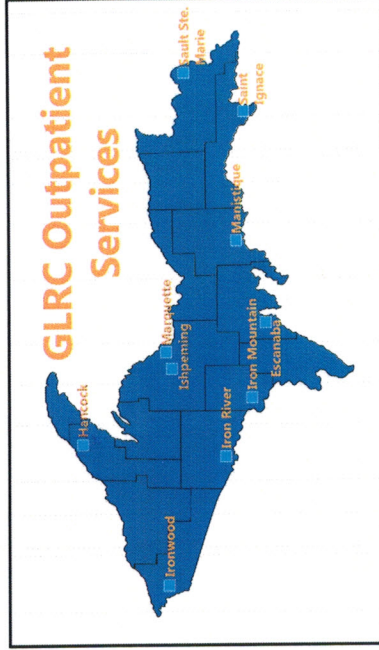 GLRC Outpatient
Services
Hancock
Sault Ste.
Marie
Marquette
Ishpeming
Saint
Ignace
Ironwood
Manistique
Iron River
Iron Mountain
Escanaba